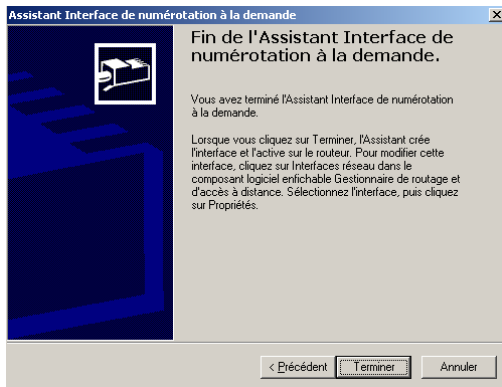 Assistant Interface de numérotation à la demande
Fin de l'Assistant Interface de
numérotation à la demande.
Vous avez terminé l'Assistant Interface de numérotation
à la demande.
Lorsque vous cliquez sur Terminer, l'Assistant crée
l'interface et l'active sur le routeur. Pour modifier cette
interface, cliquez sur Interfaces réseau dans le
composant logiciel enfichable Gestionnaire de routage et
d'accès à distance. Sélectionnez l'interface, puis cliquez
sur Propriétés.
< Précédent Terminer Annuler